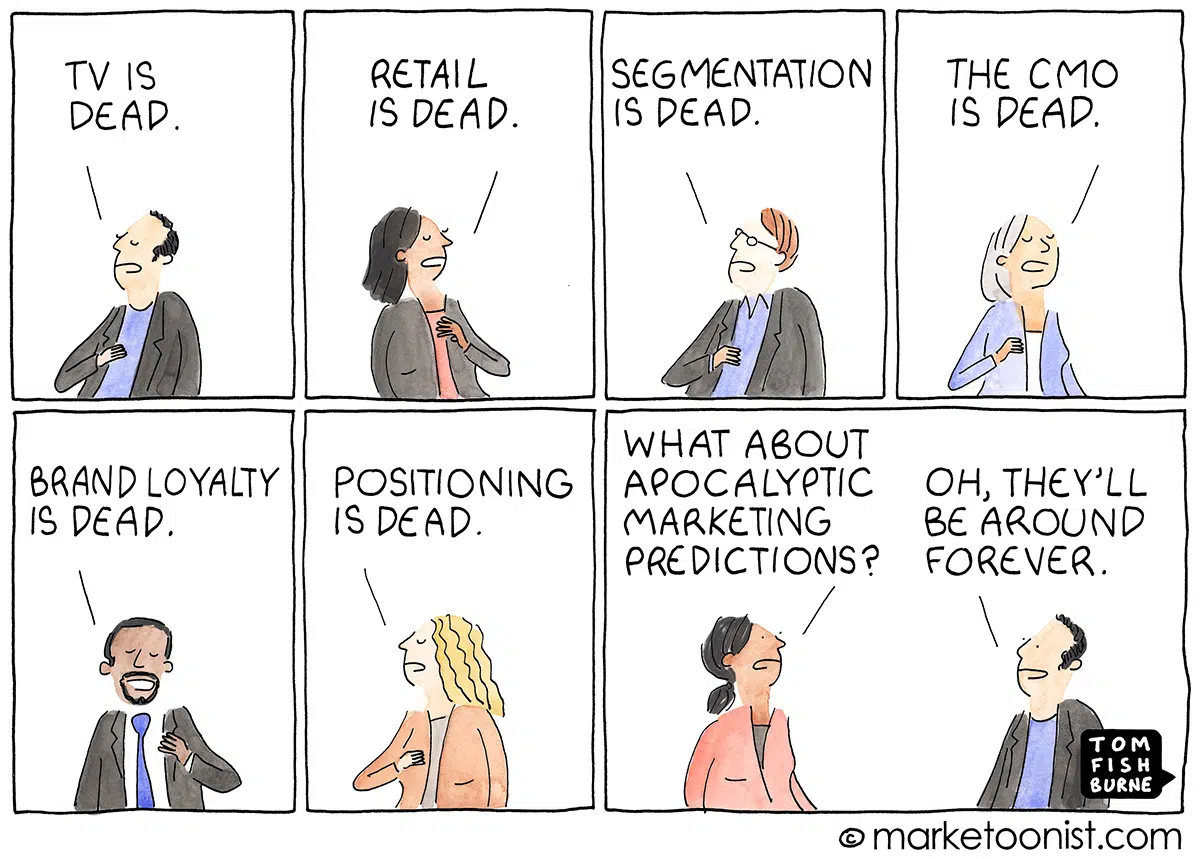 TV IS
DEAD.
RETAIL
IS DEAD.
SEGMENTATION
IS DEAD.
THE CMO
IS DEAD.
BRAND LOYALTY
IS DEAD.
POSITIONING
IS DEAD.
WHAT ABOUT
APOCALYPTIC
MARKETING
PREDICTIONS?
OH, THEY'LL
BE AROUND
FOREVER.
TOM
FISH
BURNE
© marketoonist.com